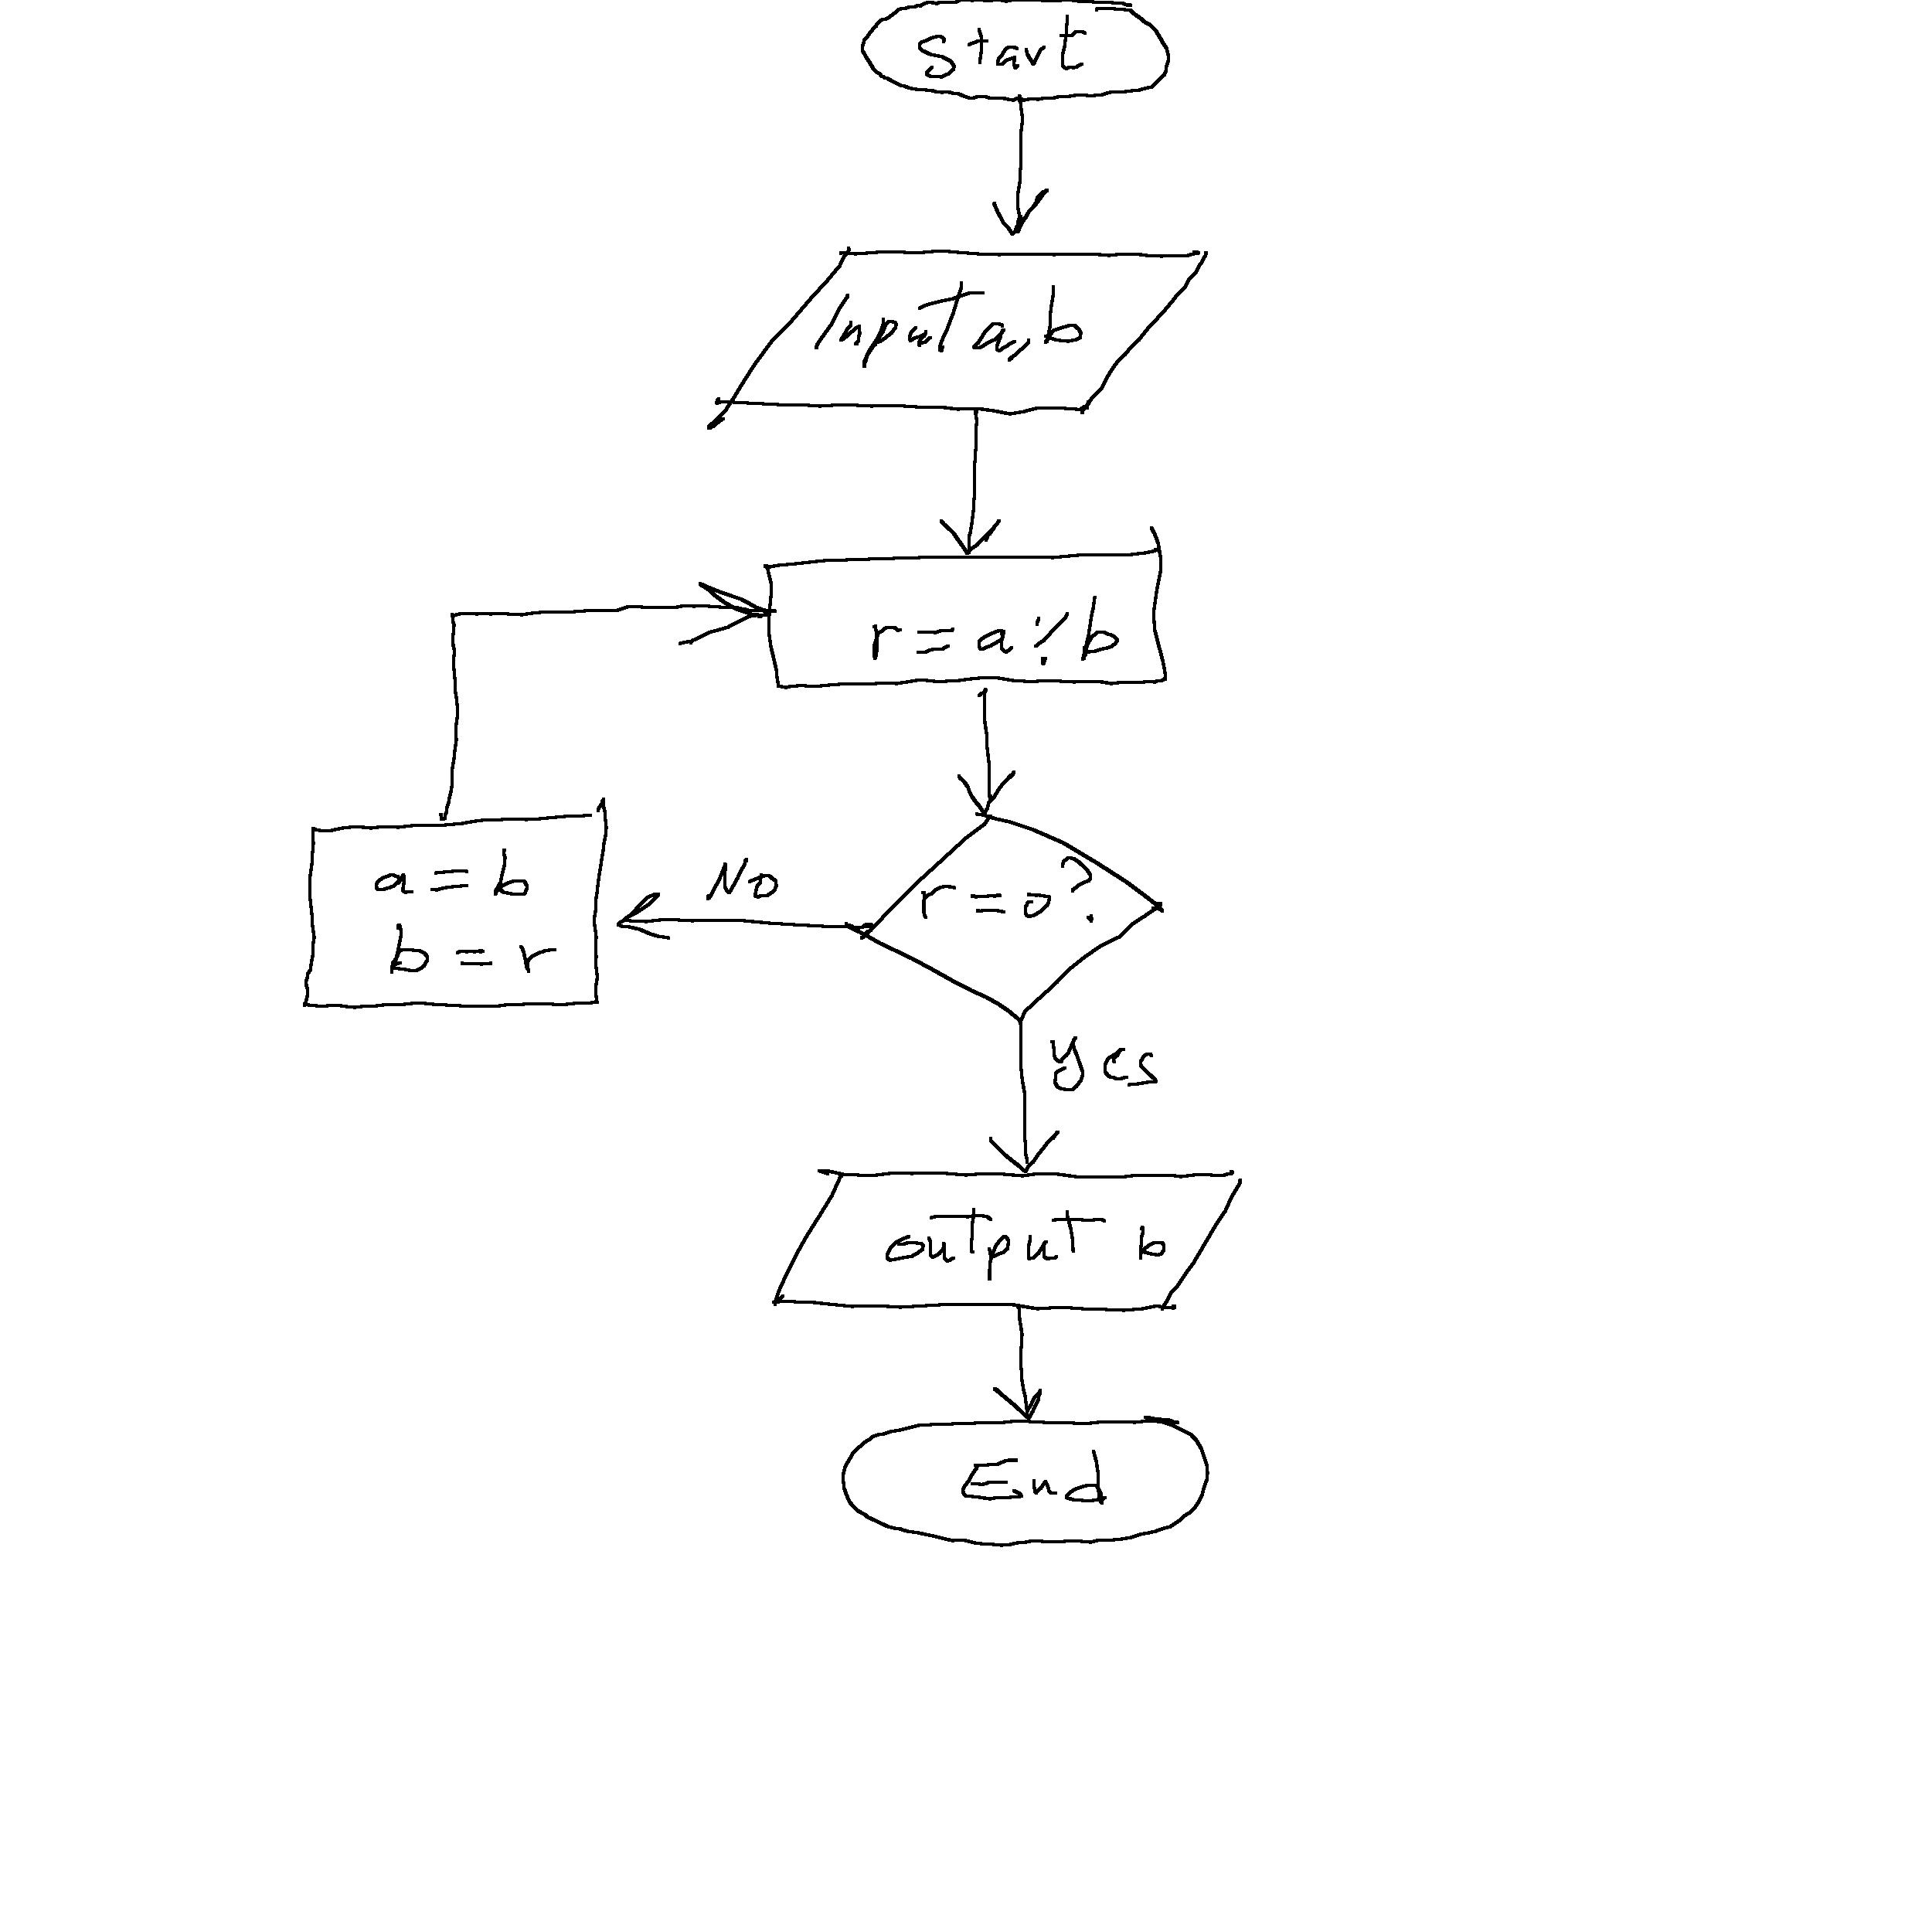 Start
Input a, b
r = a % b
r = 0?
No
a = b
b = r
yes
output b
End